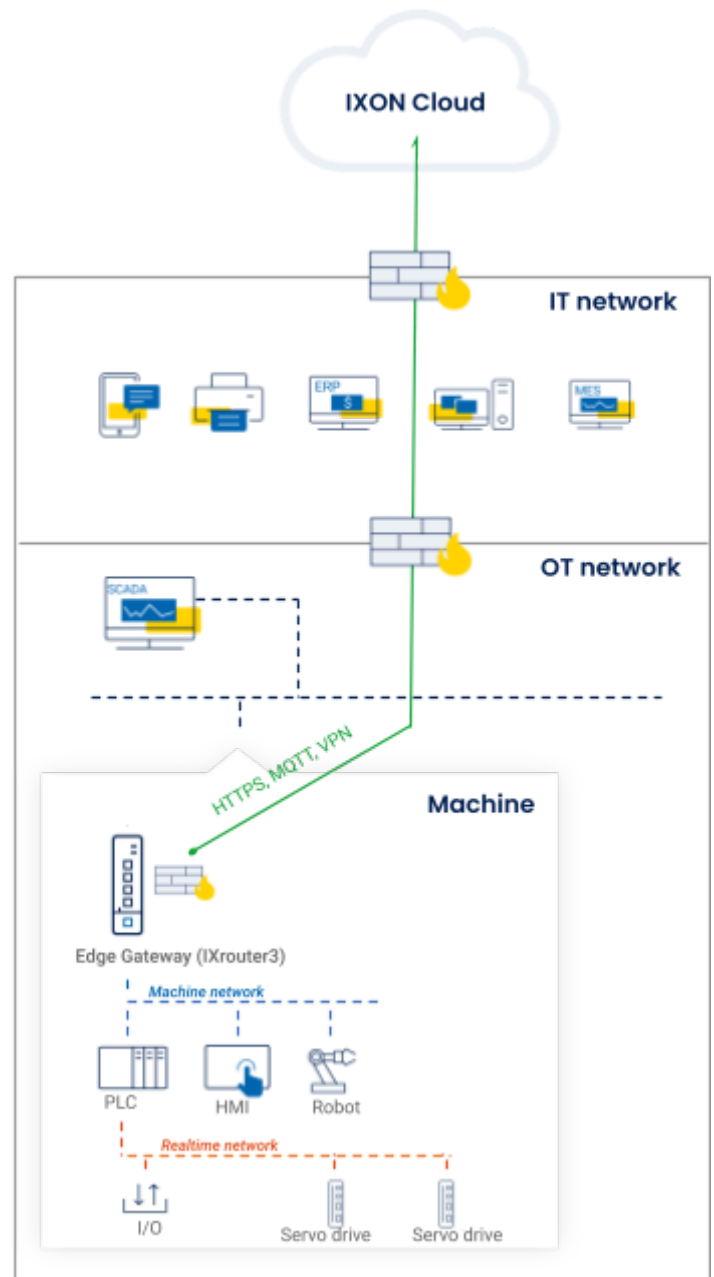 IXON Cloud
IT network
ERP
$
MES
OT network
SCADA
HTTPS, MQTT, VPN
Machine
Edge Gateway (IXrouter3)
Machine network
PLC
HMI
Robot
Realtime network
I/O
Servo drive
Servo drive